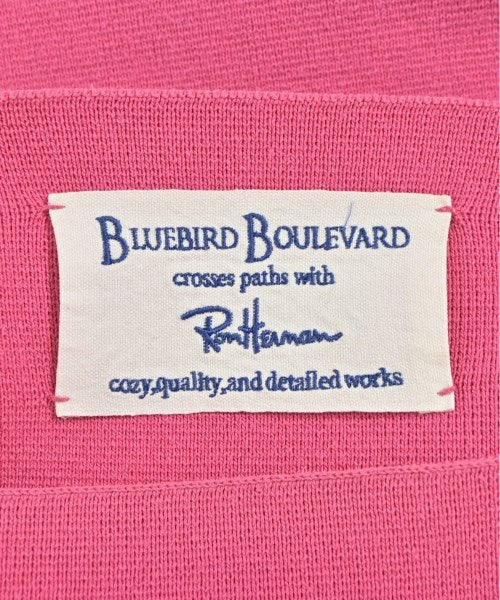 BLUEBIRD BOULEVARD
crosses paths with
Ron Herman
cozy,quality,and detailed works